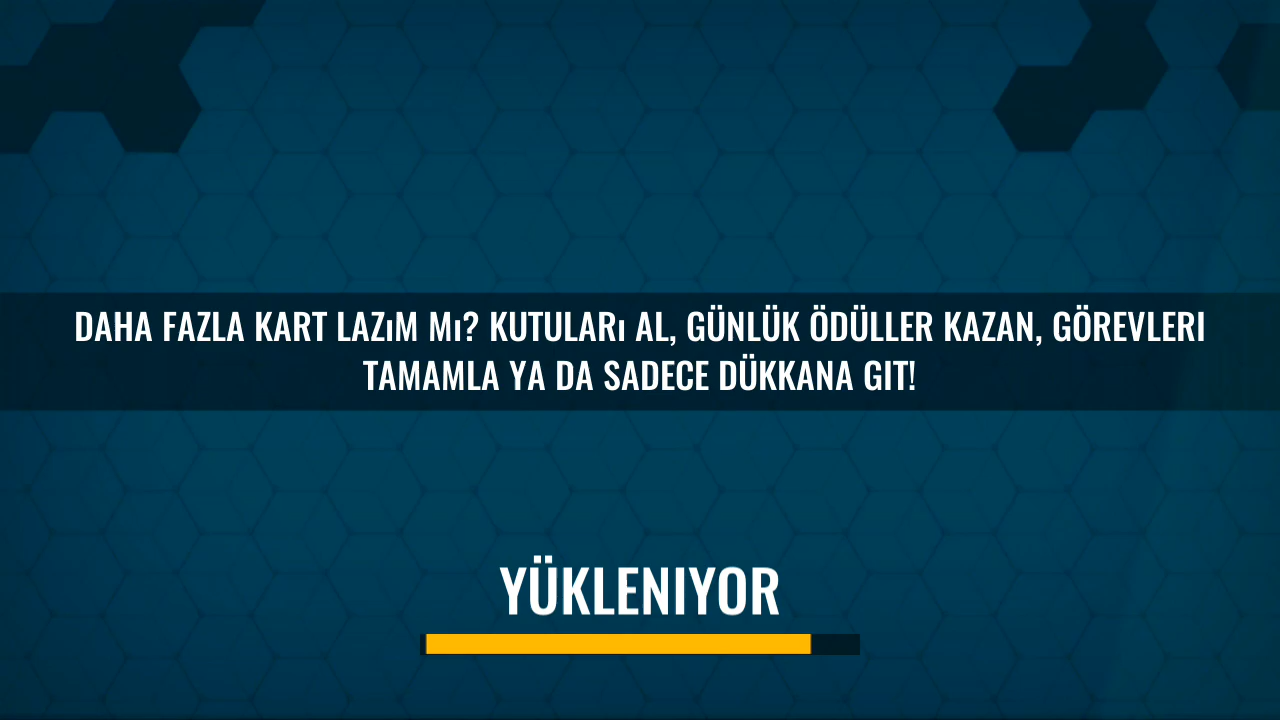 DAHA FAZLA KART LAZıM Mı? KUTULARı AL, GÜNLÜK ÖDÜLLER KAZAN, GÖREVLERI
TAMAMLA YA DA SADECE DÜKKANA GIT!
YÜKLENIYOR